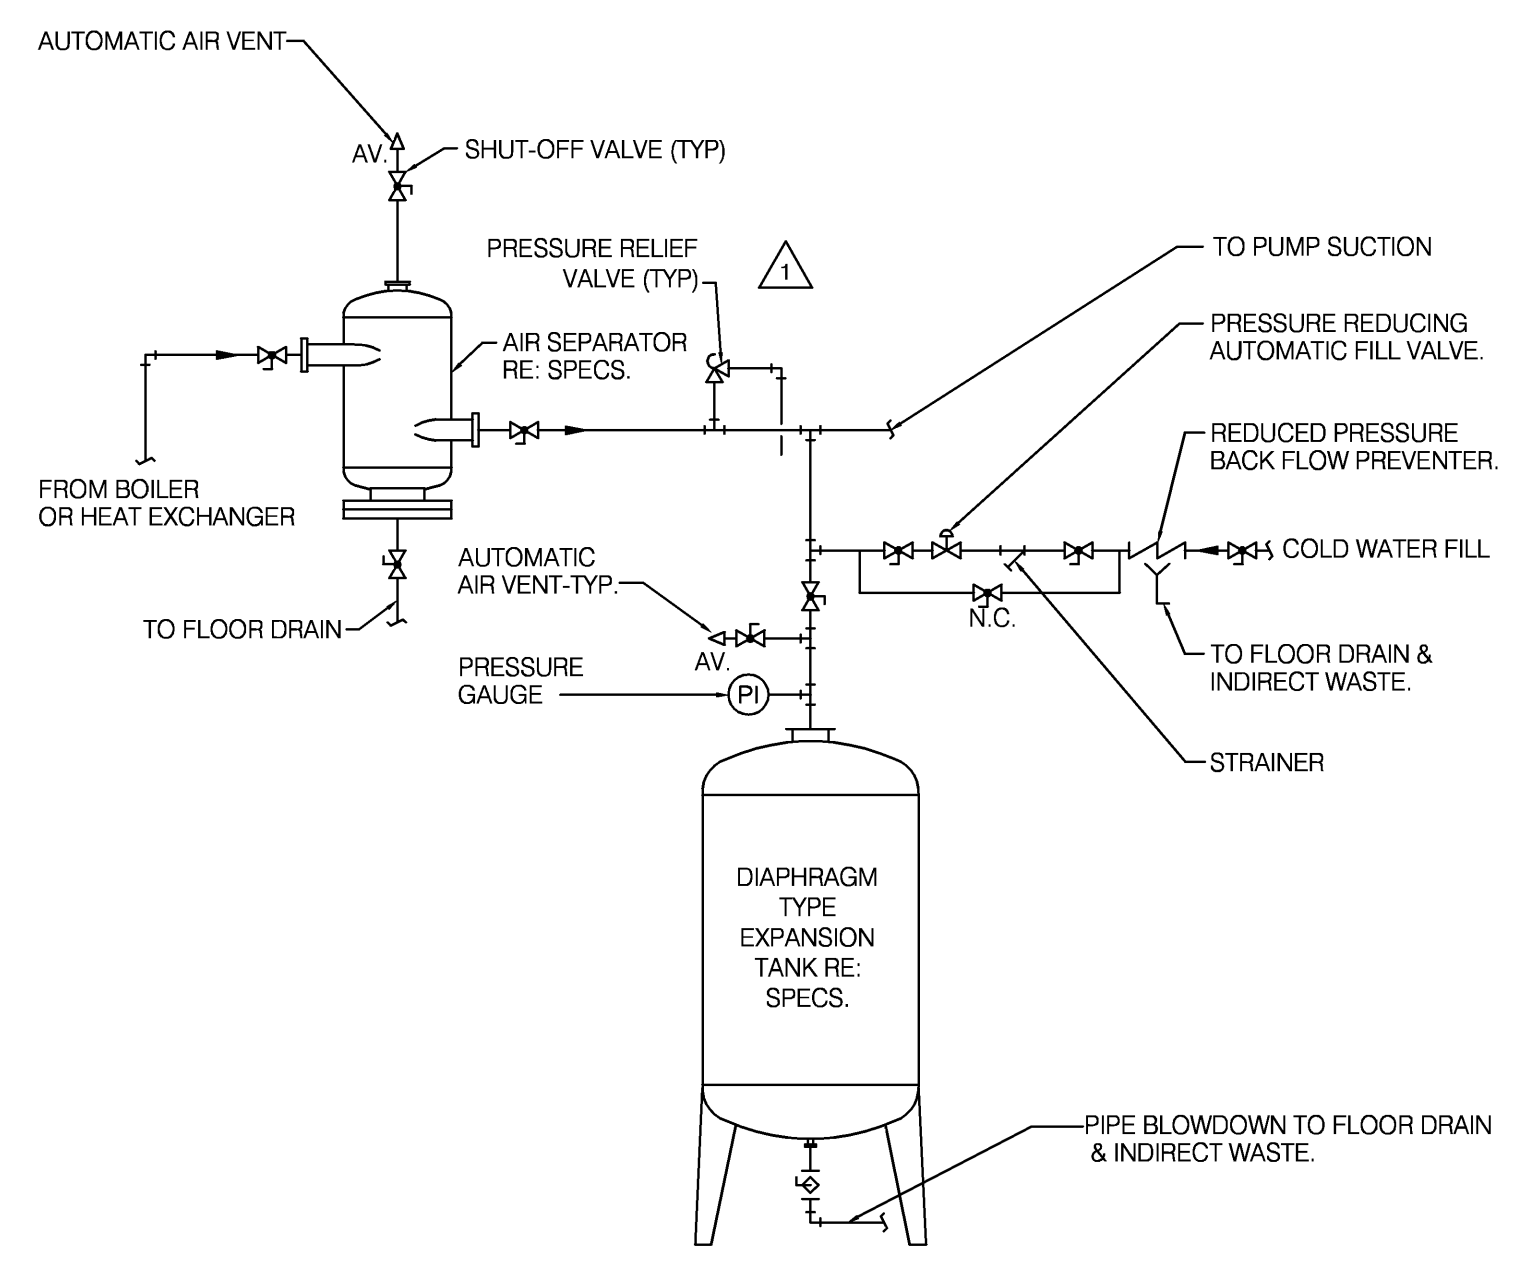 AUTOMATIC AIR VENT
AV.
SHUT-OFF VALVE (TYP)
PRESSURE RELIEF
VALVE (TYP)
1
TO PUMP SUCTION
PRESSURE REDUCING
AUTOMATIC FILL VALVE.
AIR SEPARATOR
RE: SPECS.
REDUCED PRESSURE
BACK FLOW PREVENTER.
FROM BOILER
OR HEAT EXCHANGER
COLD WATER FILL
AUTOMATIC
AIR VENT-TYP.
N.C.
TO FLOOR DRAIN
AV.
TO FLOOR DRAIN &
INDIRECT WASTE.
PRESSURE
GAUGE
PI
STRAINER
DIAPHRAGM
TYPE
EXPANSION
TANK RE:
SPECS.
PIPE BLOWDOWN TO FLOOR DRAIN
& INDIRECT WASTE.